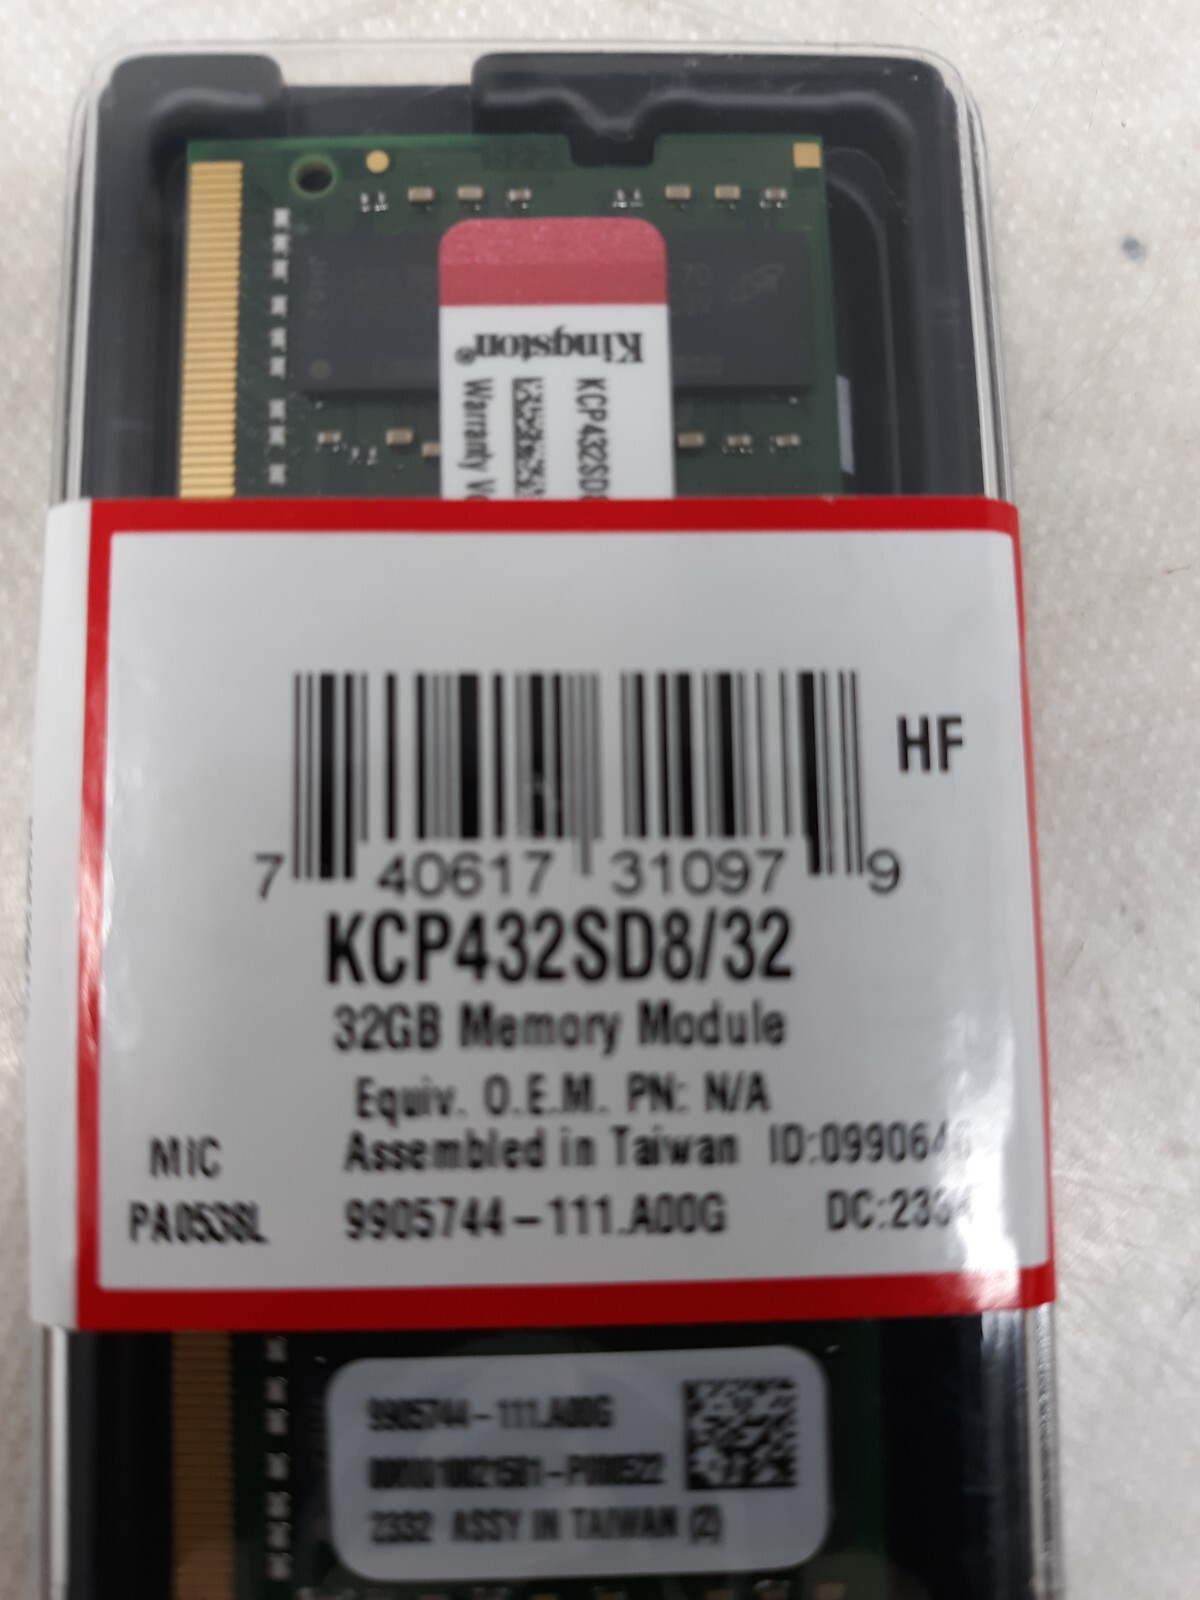 Kingston®
KCP432SD
Warranty
HF
7 40617 31097 9
KCP432SD8/32
32GB Memory Module
Equiv. O.E.M. PN: N/A
MIC Assembled in Taiwan
PA0538L 9905744-111.A00G
9905744-111.A00G
2332 ASSY IN TAIWAN (2)